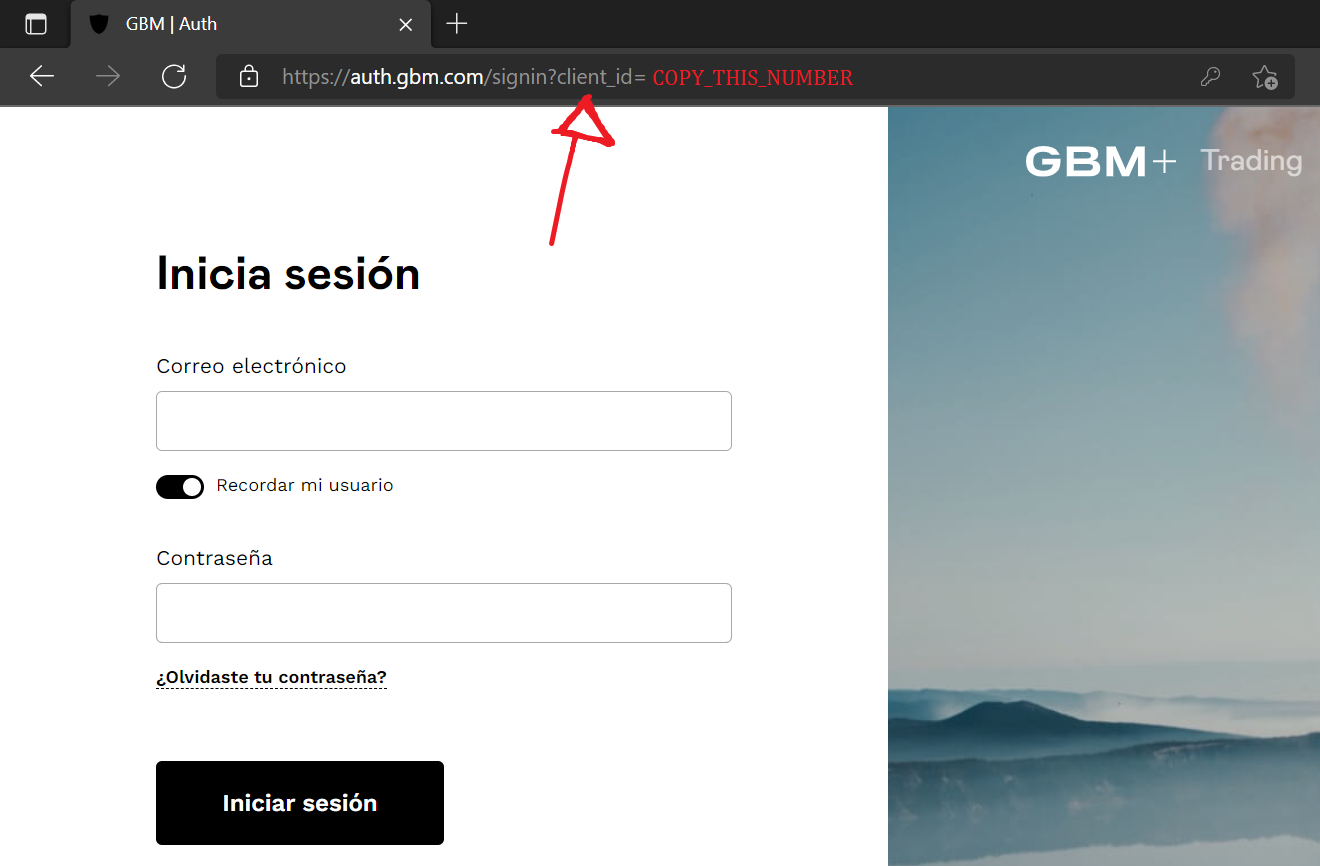 GBM | Auth
https://auth.gbm.com/signin?client_id= COPY_THIS_NUMBER
GBM+ Trading
Inicia sesión
Correo electrónico
Recordar mi usuario
Contraseña
¿Olvidaste tu contraseña?
Iniciar sesión